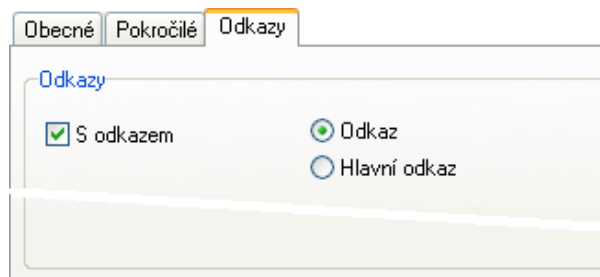 Obecné Pokročilé Odkazy
Odkazy
S odkazem Odkaz
Hlavní odkaz